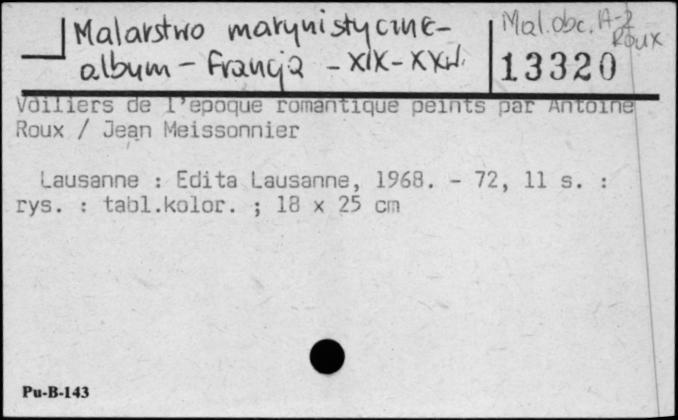 Malarstwo marynistyczne-
album - Francja - XIX-XX w.
Mal.obc. A-2
Roux
13320
Voiliers de l'epoque romantique peints par Antoine
Roux / Jean Meissonnier
Lausanne : Edita Lausanne, 1968. - 72, 11 s. :
rys. : tabl.kolor. ; 18 x 25 cm
Pu-B-143